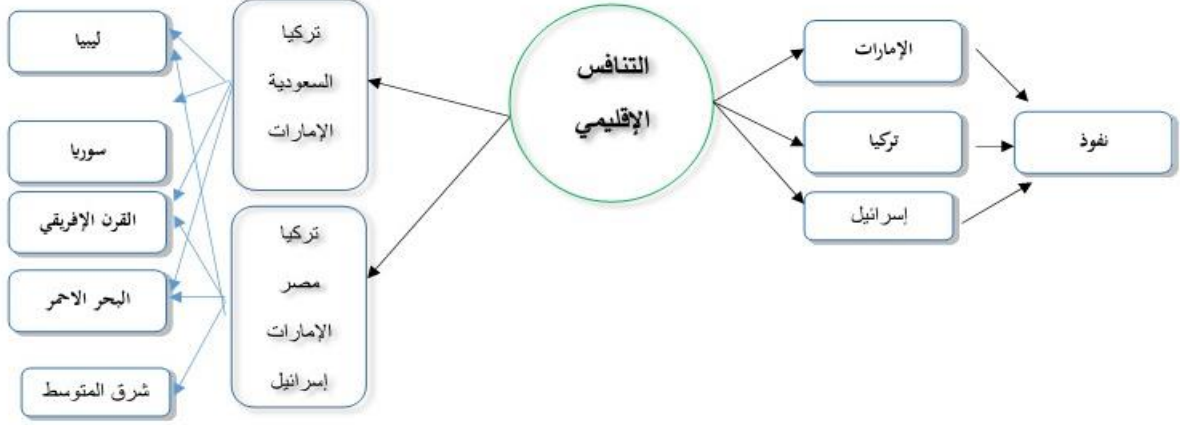 التنافس
الإقليمي
الإمارات
تركيا
إسرائيل
نفوذ
تركيا
السعودية
الإمارات
تركيا
مصر
الإمارات
إسرائيل
ليبيا
سوريا
القرن الإفريقي
البحر الاحمر
شرق المتوسط